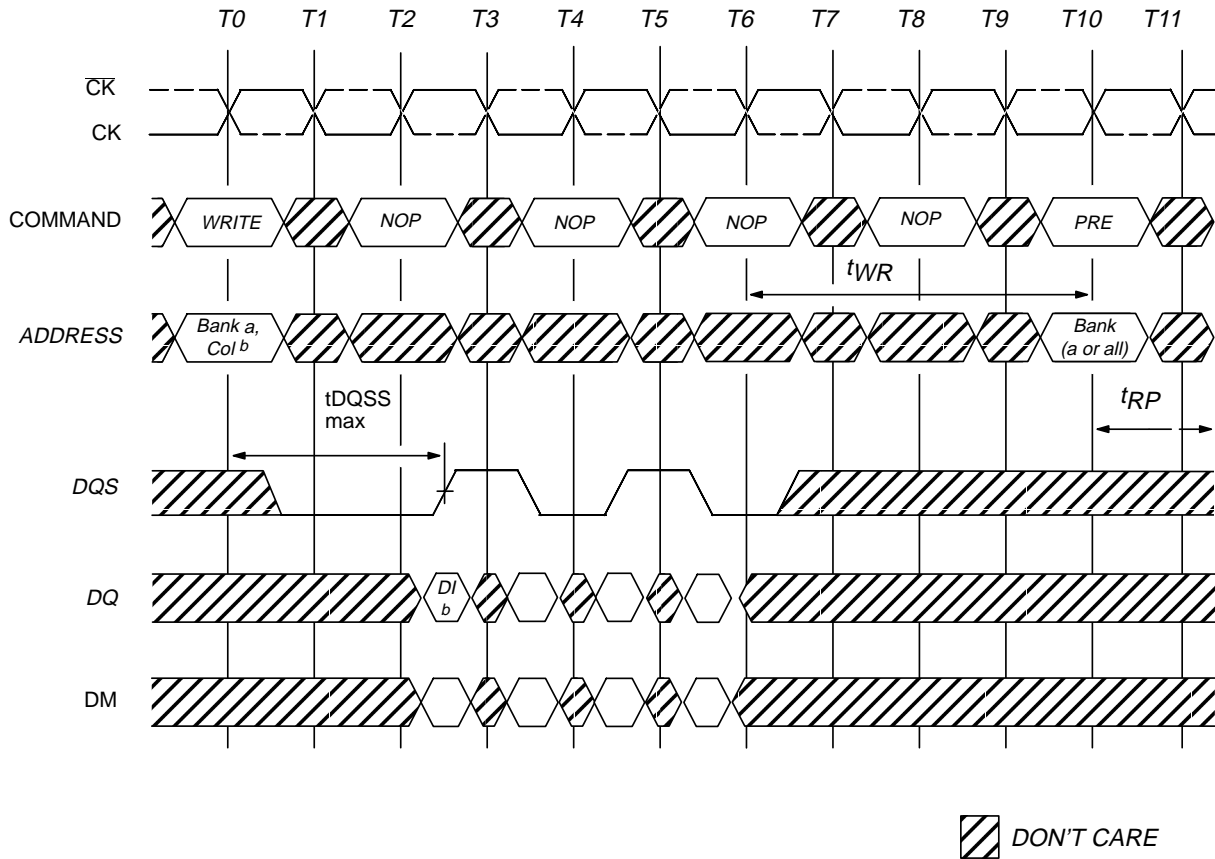 T0 T1 T2 T3 T4 T5 T6 T7 T8 T9 T10 T11
CK
CK
COMMAND
WRITE NOP NOP NOP NOP PRE
tWR
ADDRESS
Bank a,
Col b
Bank
(a or all)
tDQSS
max
tRP
DQS
DQ
DI
b
DM
DON'T CARE